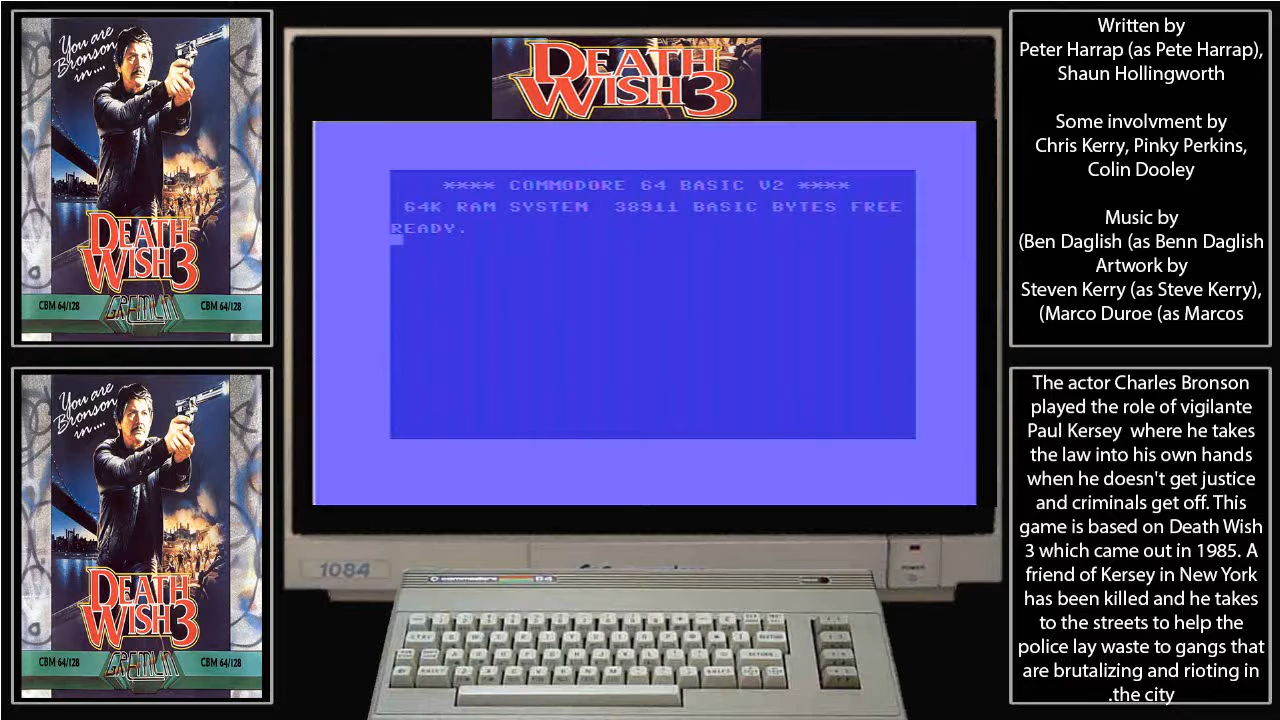 You are
Bronson
in....
DEATH
WISH 3
CBM 64/128
GREMLIN
CBM 64/128
You are
Bronson
in....
DEATH
WISH 3
CBM 64/128
GREMLIN
CBM 64/128
DEATH
WISH 3
**** COMMODORE 64 BASIC V2 ****
64K RAM SYSTEM 38911 BASIC BYTES FREE
READY.
1084
POWER
commodore 64
Written by
Peter Harrap (as Pete Harrap),
Shaun Hollingworth
Some involvment by
Chris Kerry, Pinky Perkins,
Colin Dooley
Music by
(Ben Daglish (as Benn Daglish
Artwork by
Steven Kerry (as Steve Kerry),
(Marco Duroe (as Marcos
The actor Charles Bronson
played the role of vigilante
Paul Kersey where he takes
the law into his own hands
when he doesn't get justice
and criminals get off. This
game is based on Death Wish
3 which came out in 1985. A
friend of Kersey in New York
has been killed and he takes
to the streets to help the
police lay waste to gangs that
are brutalizing and rioting in
.the city